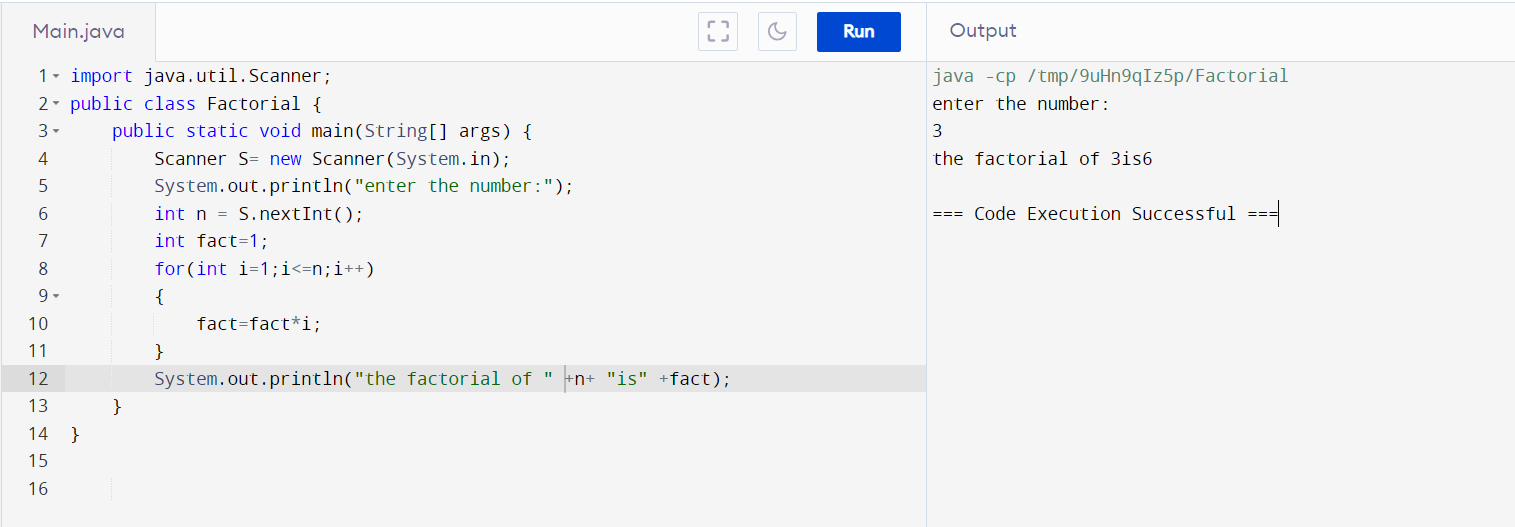 Main.java
Run
1 import java.util.Scanner;
2 public class Factorial {
3 public static void main(String[] args) {
4 Scanner S= new Scanner(System.in);
5 System.out.println("enter the number:");
6 int n = S.nextInt();
7 int fact=1;
8 for(int i=1;i<=n;i++)
9 {
10 fact=fact*i;
11 }
12 System.out.println("the factorial of " +n+ "is" +fact);
13 }
14 }
15
16
Output
java -cp /tmp/9uHn9qIz5p/Factorial
enter the number:
3
the factorial of 3is6
=== Code Execution Successful ===